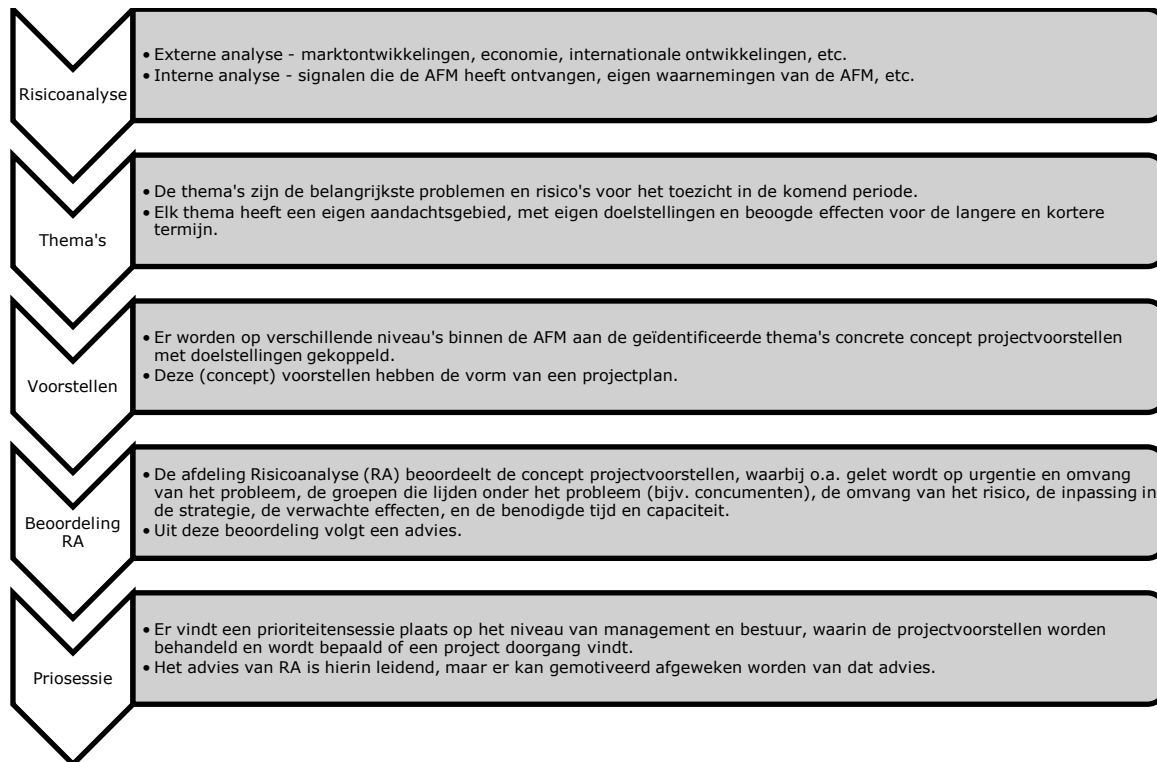 Risicoanalyse
• Externe analyse - marktontwikkelingen, economie, internationale ontwikkelingen, etc.
• Interne analyse - signalen die de AFM heeft ontvangen, eigen waarnemingen van de AFM, etc.
Thema's
• De thema's zijn de belangrijkste problemen en risico's voor het toezicht in de komend periode.
• Elk thema heeft een eigen aandachtsgebied, met eigen doelstellingen en beoogde effecten voor de langere en kortere
termijn.
Voorstellen
• Er worden op verschillende niveau's binnen de AFM aan de geïdentificeerde thema's concrete concept projectvoorstellen
met doelstellingen gekoppeld.
• Deze (concept) voorstellen hebben de vorm van een projectplan.
Beoordeling
RA
• De afdeling Risicoanalyse (RA) beoordeelt de concept projectvoorstellen, waarbij o.a. gelet wordt op urgentie en omvang
van het probleem, de groepen die lijden onder het probleem (bijv. concumenten), de omvang van het risico, de inpassing in
de strategie, de verwachte effecten, en de benodigde tijd en capaciteit.
• Uit deze beoordeling volgt een advies.
Priosessie
• Er vindt een prioriteitensessie plaats op het niveau van management en bestuur, waarin de projectvoorstellen worden
behandeld en wordt bepaald of een project doorgang vindt.
• Het advies van RA is hierin leidend, maar er kan gemotiveerd afgeweken worden van dat advies.